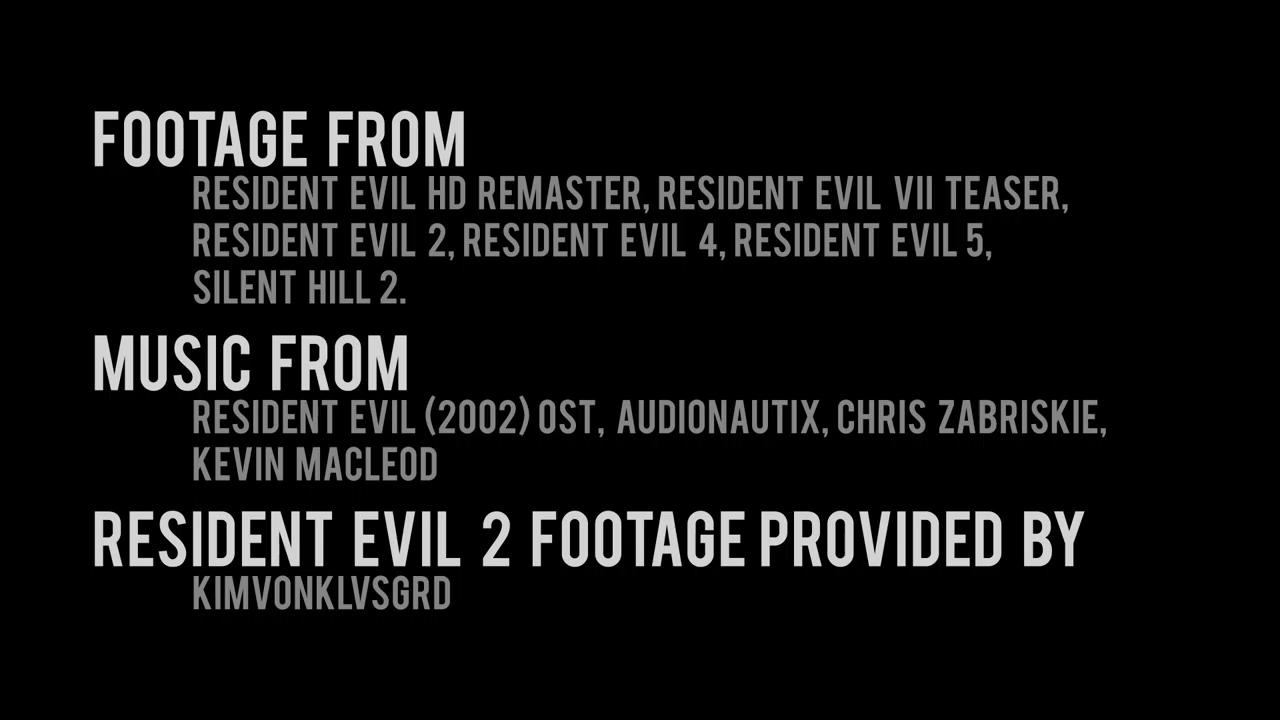 FOOTAGE FROM
RESIDENT EVIL HD REMASTER, RESIDENT EVIL VII TEASER,
RESIDENT EVIL 2, RESIDENT EVIL 4, RESIDENT EVIL 5,
SILENT HILL 2.
MUSIC FROM
RESIDENT EVIL (2002) OST, AUDIONAUTIX, CHRIS ZABRISKIE,
KEVIN MACLEOD
RESIDENT EVIL 2 FOOTAGE PROVIDED BY
KIMVONKLVSGRD